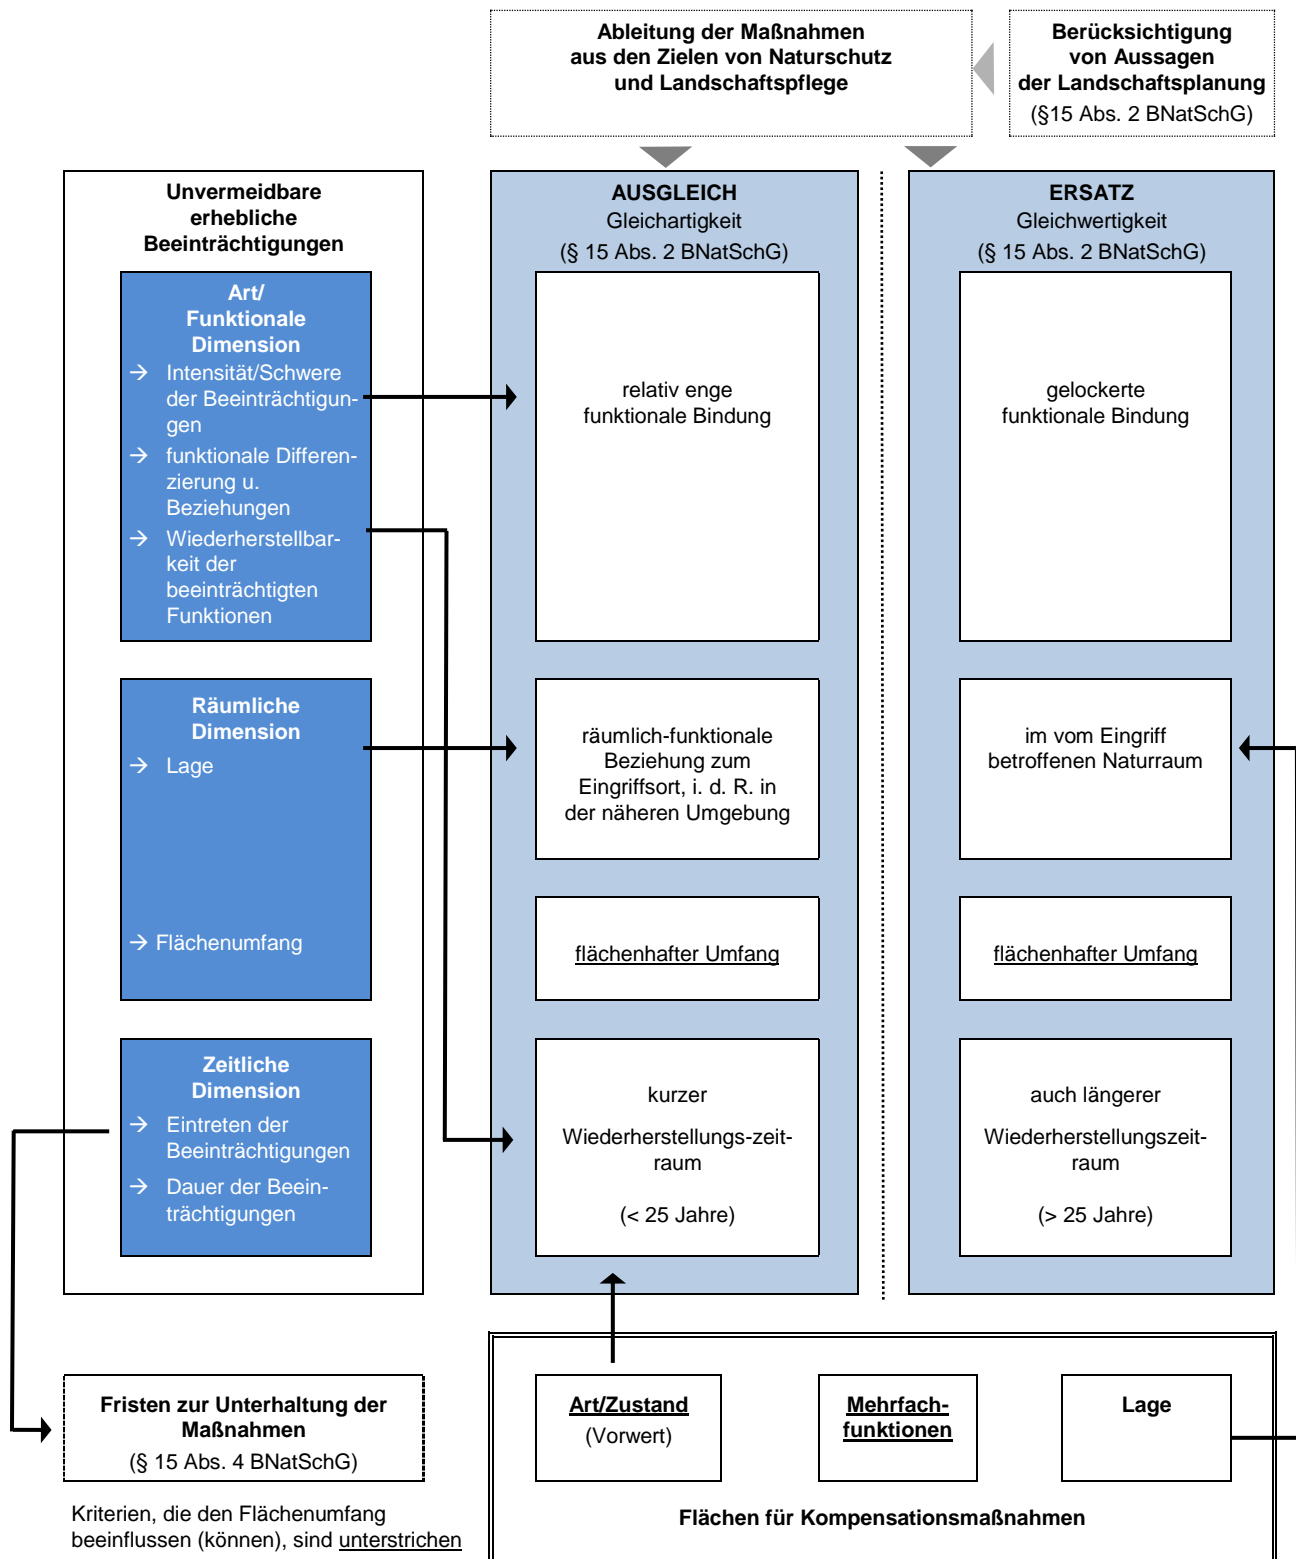 Ableitung der Maßnahmen
aus den Zielen von Naturschutz
und Landschaftspflege
Berücksichtigung
von Aussagen
der Landschaftsplanung
(§15 Abs. 2 BNatSchG)
Unvermeidbare
erhebliche
Beeinträchtigungen
Art/
Funktionale
Dimension
→ Intensität/Schwere
der Beeinträchtigun-
gen
→ funktionale Differen-
zierung u.
Beziehungen
→ Wiederherstellbar-
keit der
beeinträchtigten
Funktionen
Räumliche
Dimension
→ Lage
→ Flächenumfang
Zeitliche
Dimension
→ Eintreten der
Beeinträchtigungen
→ Dauer der Beein-
trächtigungen
AUSGLEICH
Gleichartigkeit
(§ 15 Abs. 2 BNatSchG)
relativ enge
funktionale Bindung
räumlich-funktionale
Beziehung zum
Eingriffsort, i. d. R. in
der näheren Umgebung
flächenhafter Umfang
kurzer
Wiederherstellungs-zeit-
raum
(< 25 Jahre)
ERSATZ
Gleichwertigkeit
(§ 15 Abs. 2 BNatSchG)
gelockerte
funktionale Bindung
im vom Eingriff
betroffenen Naturraum
flächenhafter Umfang
auch längerer
Wiederherstellungszeit-
raum
(> 25 Jahre)
Fristen zur Unterhaltung der
Maßnahmen
(§ 15 Abs. 4 BNatSchG)
Kriterien, die den Flächenumfang
beeinflussen (können), sind unterstrichen
Art/Zustand
(Vorwert)
Mehrfach-
funktionen
Lage
Flächen für Kompensationsmaßnahmen